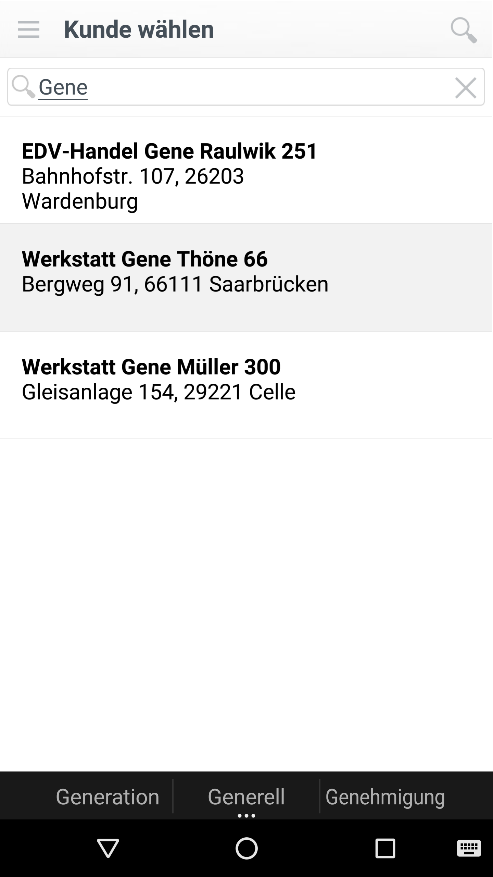 Kunde wählen
Gene
EDV-Handel Gene Raulwik 251
Bahnhofstr. 107, 26203
Wardenburg
Werkstatt Gene Thöne 66
Bergweg 91, 66111 Saarbrücken
Werkstatt Gene Müller 300
Gleisanlage 154, 29221 Celle
Generation Generell Genehmigung